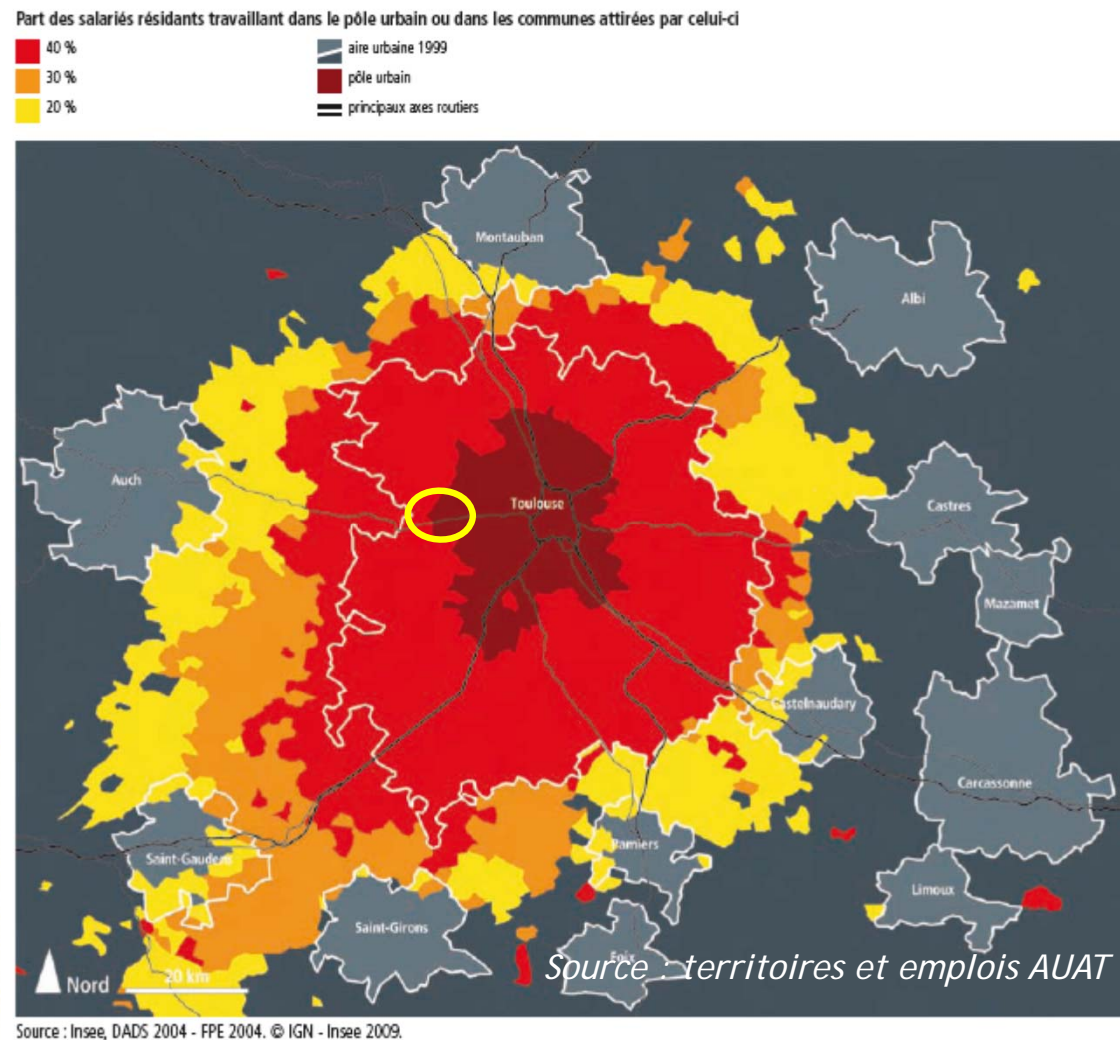 Part des salariés résidants travaillant dans le pôle urbain ou dans les communes attirées par celui-ci
40 %
30 %
20 %
aire urbaine 1999
pôle urbain
principaux axes routiers
Montauban
Albi
Auch
Toulouse
Castres
Mazamet
Castelnaudary
Carcassonne
Pamiers
Saint-Gaudens
Limoux
Saint-Girons
Foix
Nord
20 km
Source : territoires et emplois AUAT
Source : Insee, DADS 2004 - FPE 2004. © IGN - Insee 2009.